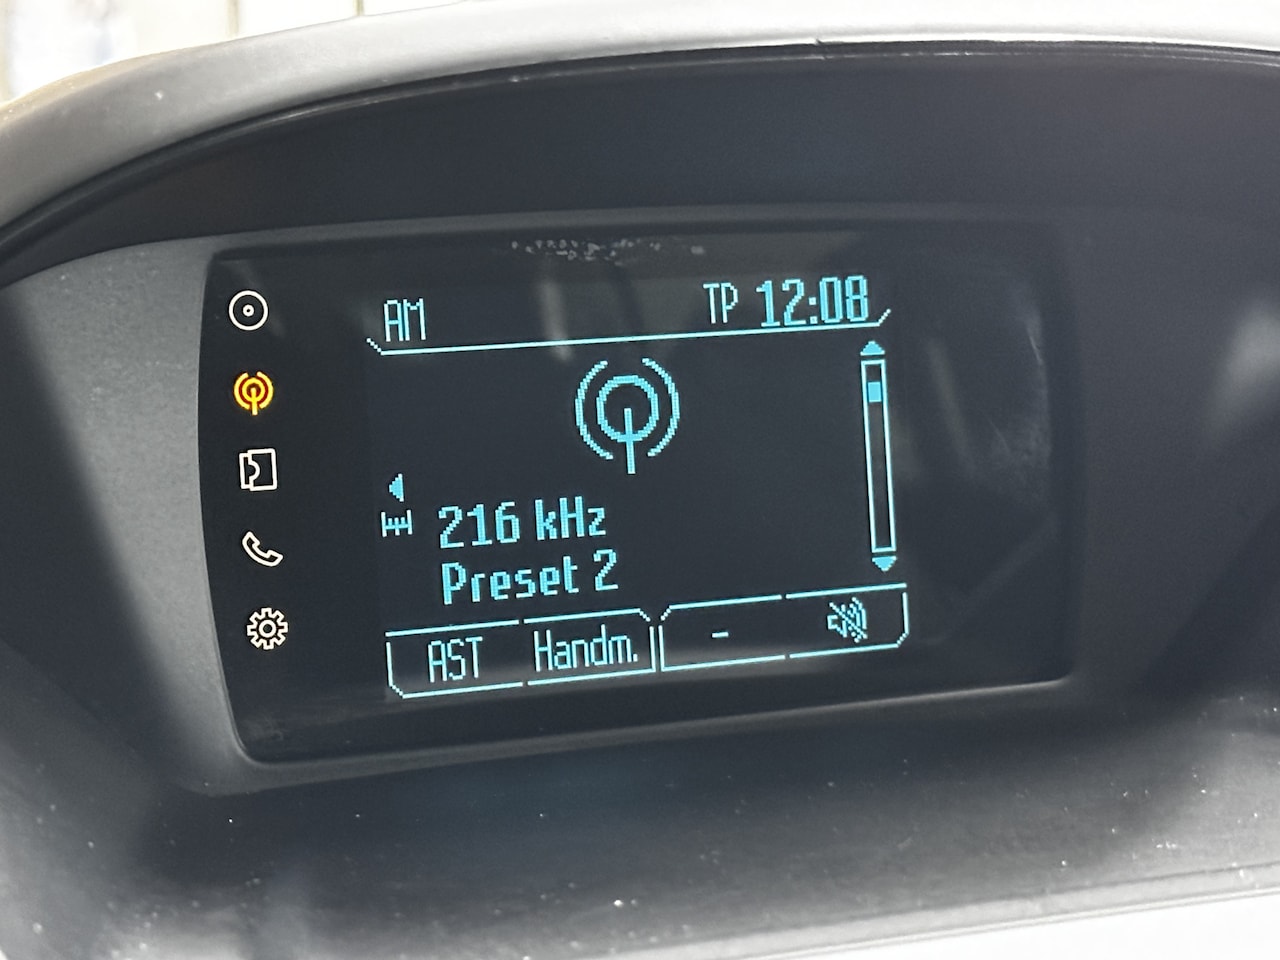 AM TP 12:08
216 kHz
Preset 2
AST Handm. -